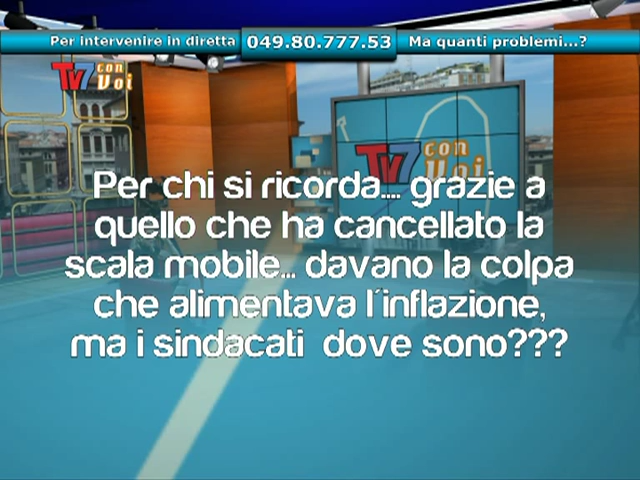 Per intervenire in diretta 049.80.777.53 Ma quanti problemi...?
TV7 con Voi
TV7 con Voi
Per chi si ricorda.... grazie a
quello che ha cancellato la
scala mobile... davano la colpa
che alimentava l'inflazione,
ma i sindacati dove sono???